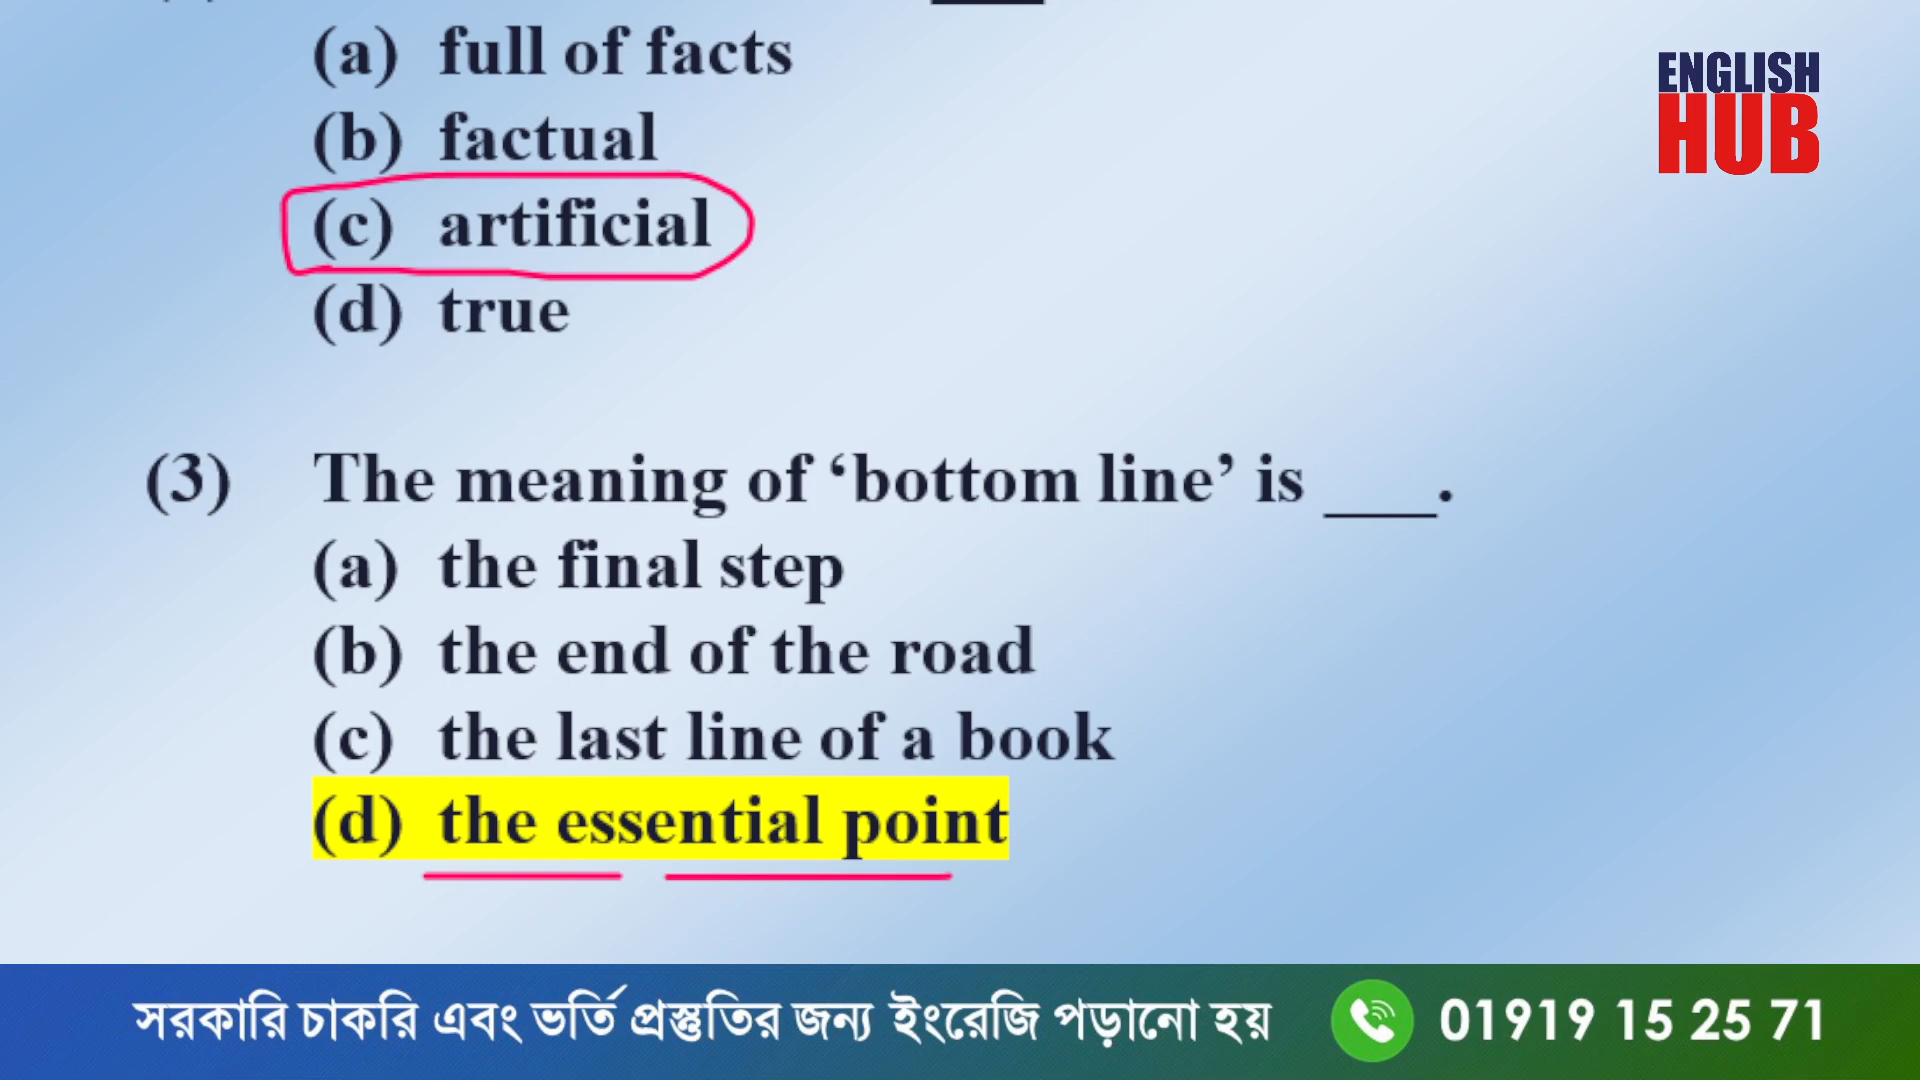 (a) full of facts
(b) factual
(c) artificial
(d) true
(3) The meaning of ‘bottom line’ is ____.
(a) the final step
(b) the end of the road
(c) the last line of a book
(d) the essential point
ENGLISH
HUB
সরকারি চাকরি এবং ভর্তি প্রস্তুতির জন্য ইংরেজি পড়ানো হয় 01919 15 25 71